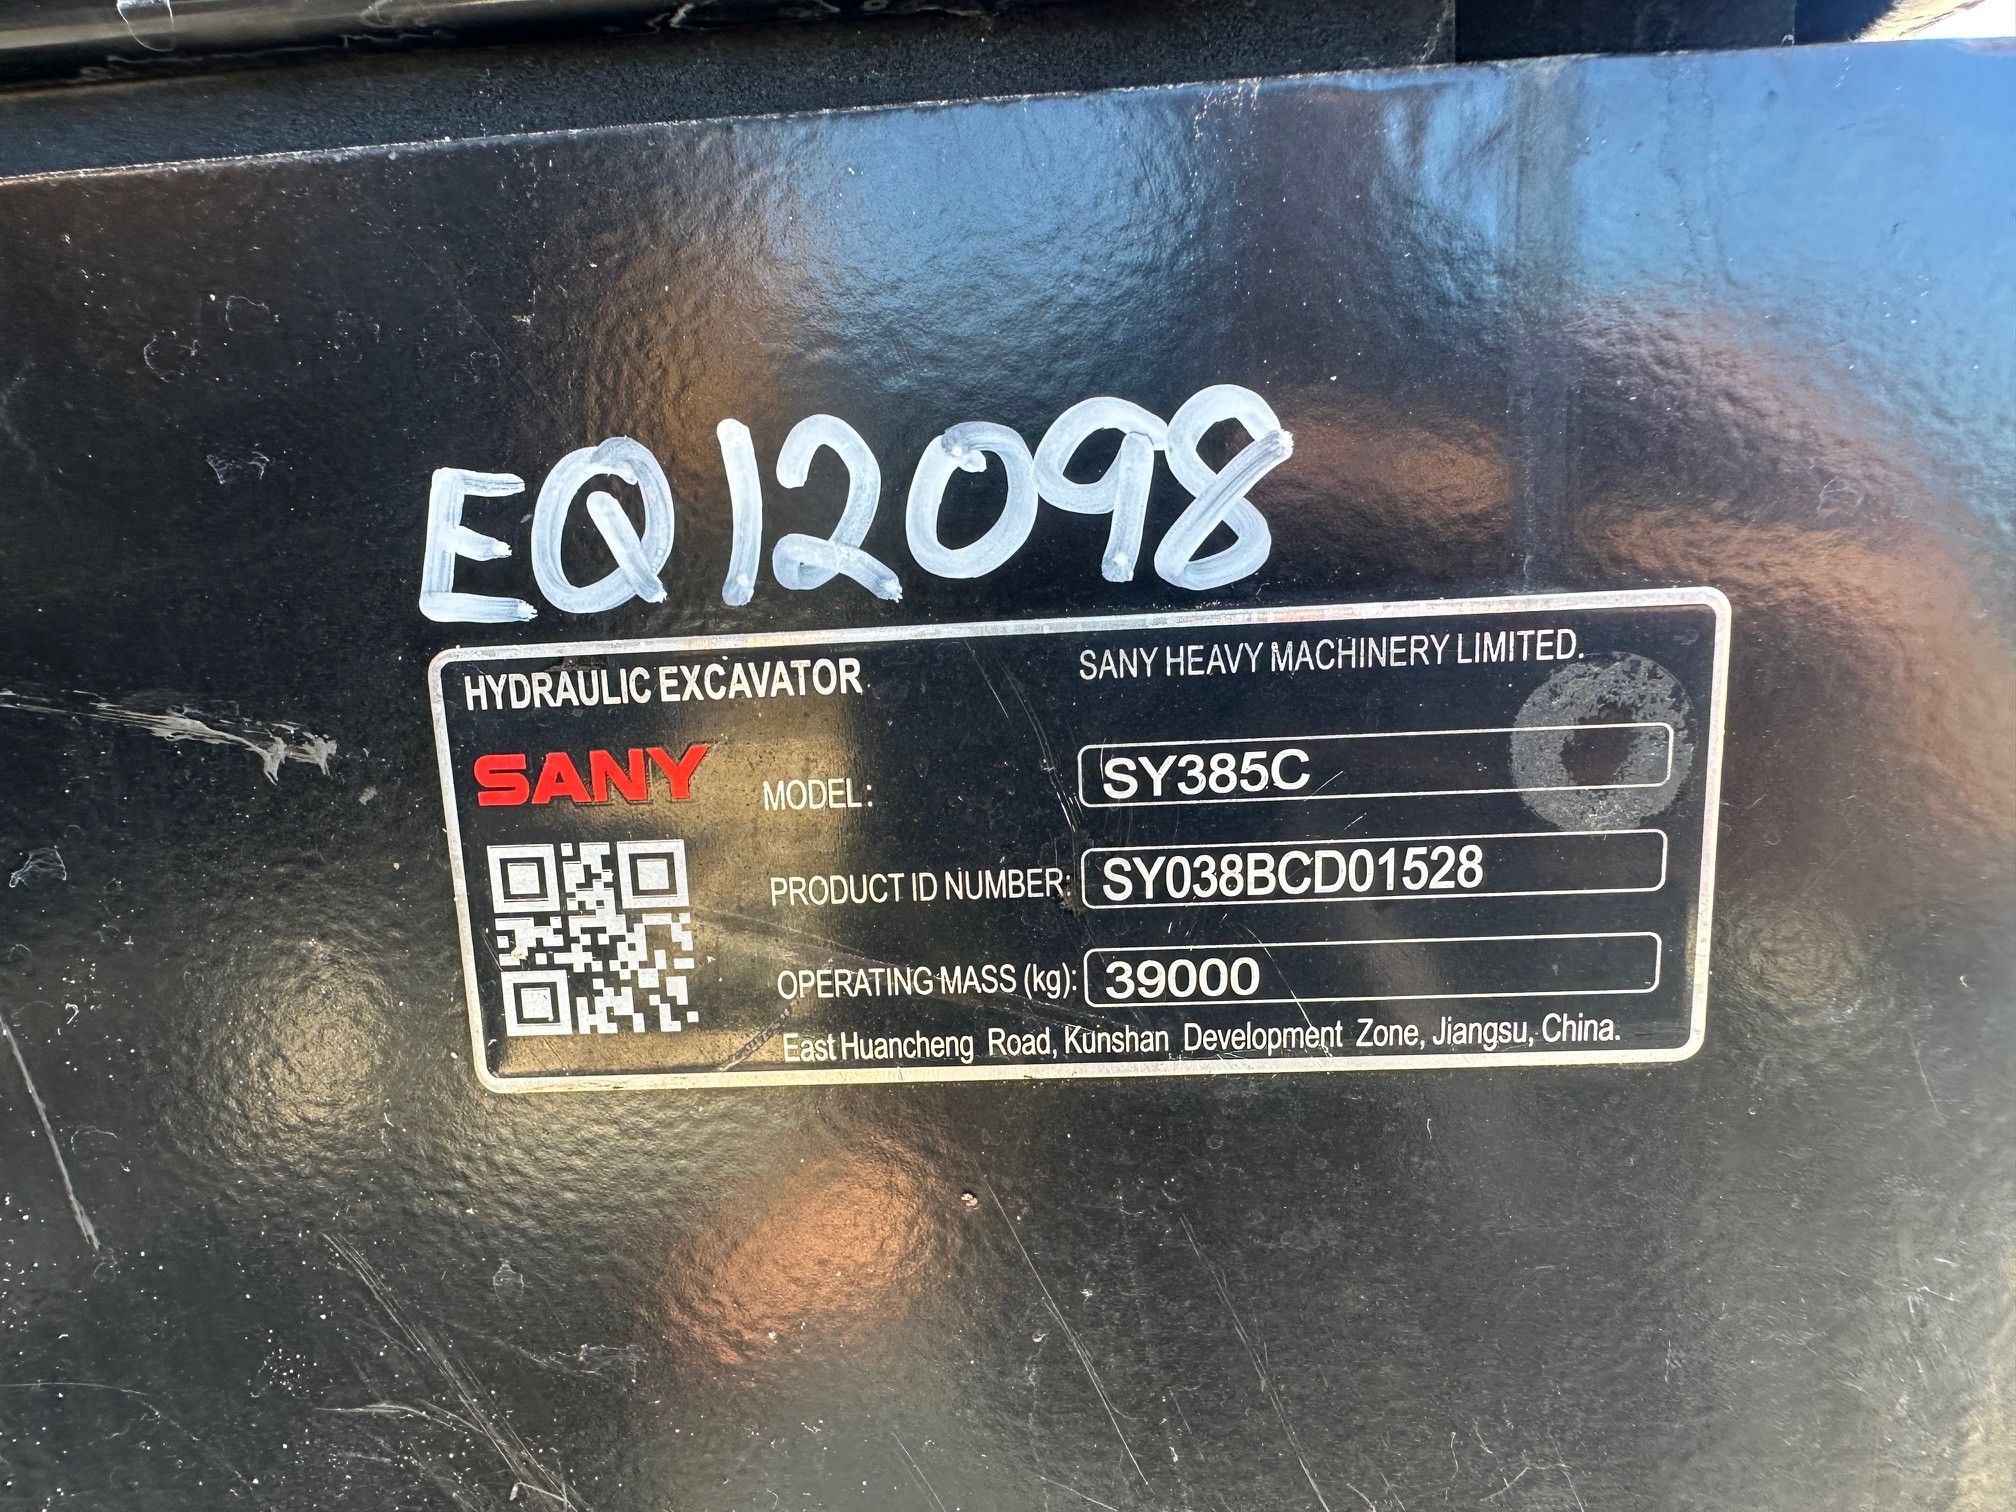 EQ12098
HYDRAULIC EXCAVATOR
SANY HEAVY MACHINERY LIMITED.
SANY
MODEL: SY385C
PRODUCT ID NUMBER: SY038BCD01528
OPERATING MASS (kg): 39000
East Huancheng Road, Kunshan Development Zone, Jiangsu, China.